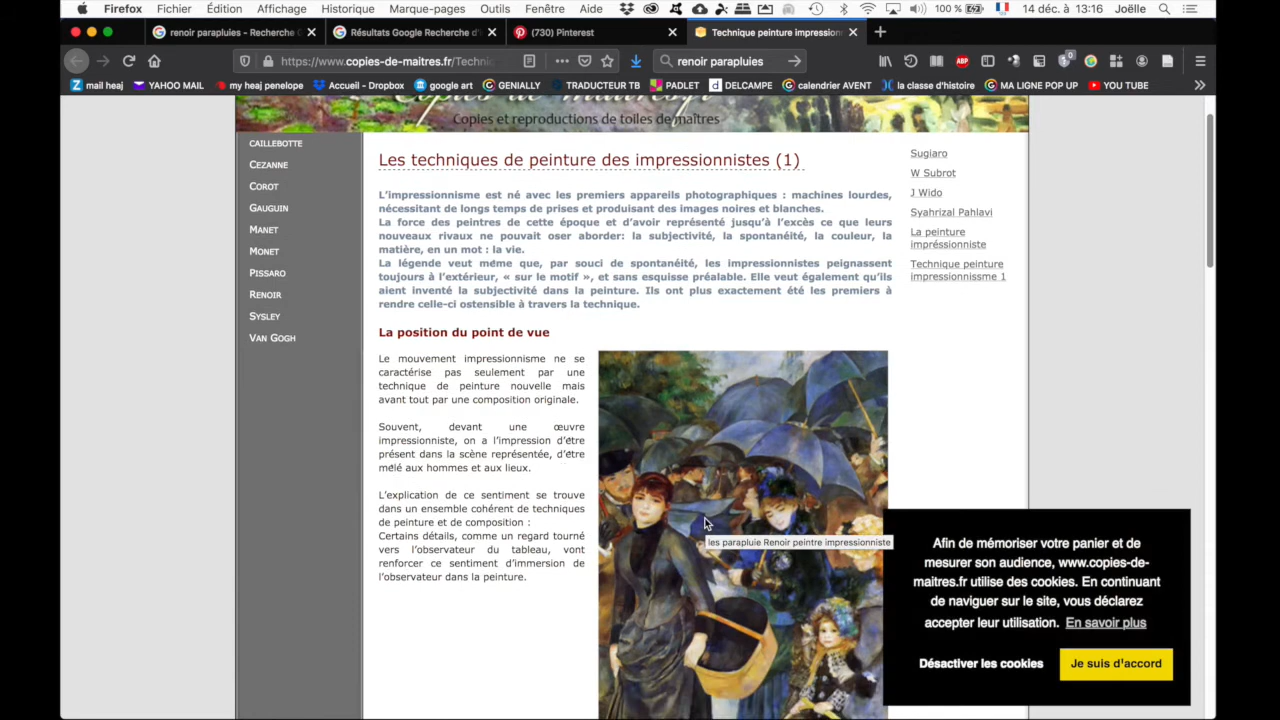 Firefox Fichier Édition Affichage Historique Marque-pages Outils Fenêtre Aide 100 % 14 déc. à 13:16 Joëlle
renoir parapluies - Recherche G
Résultats Google Recherche d'i
(730) Pinterest
Technique peinture impression
https://www.copies-de-maitres.fr/Techni
renoir parapluies
ABP
mail heaj YAHOO MAIL my heaj penelope Accueil - Dropbox google art GENIALLY TRADUCTEUR TB PADLET DELCAMPE calendrier AVENT la classe d'histoire MA LIGNE POP UP YOU TUBE
Copies de maîtres.fr
Copies et reproductions de toiles de maîtres
CAILLEBOTTE
CEZANNE
COROT
GAUGUIN
MANET
MONET
PISSARO
RENOIR
SYSLEY
VAN GOGH
Les techniques de peinture des impressionnistes (1)
L'impressionnisme est né avec les premiers appareils photographiques : machines lourdes,
nécessitant de longs temps de prises et produisant des images noires et blanches.
La force des peintres de cette époque et d'avoir représenté jusqu'à l'excès ce que leurs
nouveaux rivaux ne pouvait oser aborder: la subjectivité, la spontanéité, la couleur, la
matière, en un mot : la vie.
La légende veut même que, par souci de spontanéité, les impressionnistes peignassent
toujours à l'extérieur, « sur le motif », et sans esquisse préalable. Elle veut également qu'ils
aient inventé la subjectivité dans la peinture. Ils ont plus exactement été les premiers à
rendre celle-ci ostensible à travers la technique.
La position du point de vue
Le mouvement impressionnisme ne se
caractérise pas seulement par une
technique de peinture nouvelle mais
avant tout par une composition originale.
Souvent, devant une œuvre
impressionniste, on a l'impression d'être
présent dans la scène représentée, d'être
mêlé aux hommes et aux lieux.
L'explication de ce sentiment se trouve
dans un ensemble cohérent de techniques
de peinture et de composition :
Certains détails, comme un regard tourné
vers l'observateur du tableau, vont
renforcer ce sentiment d'immersion de
l'observateur dans la peinture.
les parapluie Renoir peintre impressionniste
Sugiaro
W Subrot
J Wido
Syahrizal Pahlavi
La peinture
impréssionniste
Technique peinture
impressionnisme 1
Afin de mémoriser votre panier et de
mesurer son audience, www.copies-de-
maitres.fr utilise des cookies. En continuant
de naviguer sur le site, vous déclarez
accepter leur utilisation. En savoir plus
Désactiver les cookies
Je suis d'accord